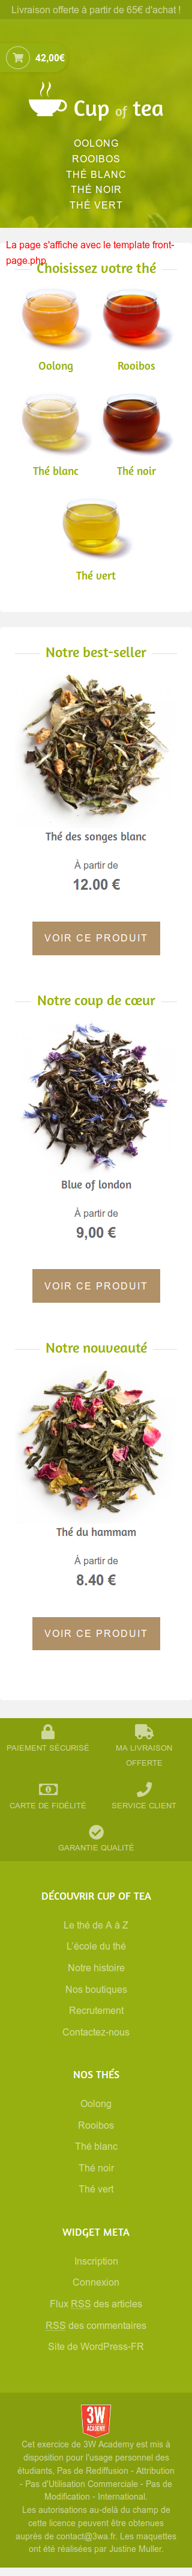 Livraison offerte à partir de 65€ d'achat !
42,00€
Cup of tea
OOLONG
ROOIBOS
THÉ BLANC
THÉ NOIR
THÉ VERT
La page s'affiche avec le template front-
page.php
Choisissez votre thé
Oolong
Rooibos
Thé blanc
Thé noir
Thé vert
Notre best-seller
Thé des songes blanc
À partir de
12.00 €
VOIR CE PRODUIT
Notre coup de cœur
Blue of london
À partir de
9,00 €
VOIR CE PRODUIT
Notre nouveauté
Thé du hammam
À partir de
8.40 €
VOIR CE PRODUIT
PAIEMENT SÉCURISÉ
MA LIVRAISON
OFFERTE
CARTE DE FIDÉLITÉ
SERVICE CLIENT
GARANTIE QUALITÉ
DÉCOUVRIR CUP OF TEA
Le thé de A à Z
L'école du thé
Notre histoire
Nos boutiques
Recrutement
Contactez-nous
NOS THÉS
Oolong
Rooibos
Thé blanc
Thé noir
Thé vert
WIDGET META
Inscription
Connexion
Flux RSS des articles
RSS des commentaires
Site de WordPress-FR
3W
ACADEMY
Cet exercice de 3W Academy est mis à
disposition pour l'usage personnel des
étudiants, Pas de Rediffusion - Attribution
- Pas d'Utilisation Commerciale - Pas de
Modification - International.
Les autorisations au-delà du champ de
cette licence peuvent être obtenues
auprès de contact@3wa.fr. Les maquettes
ont été réalisées par Justine Muller.